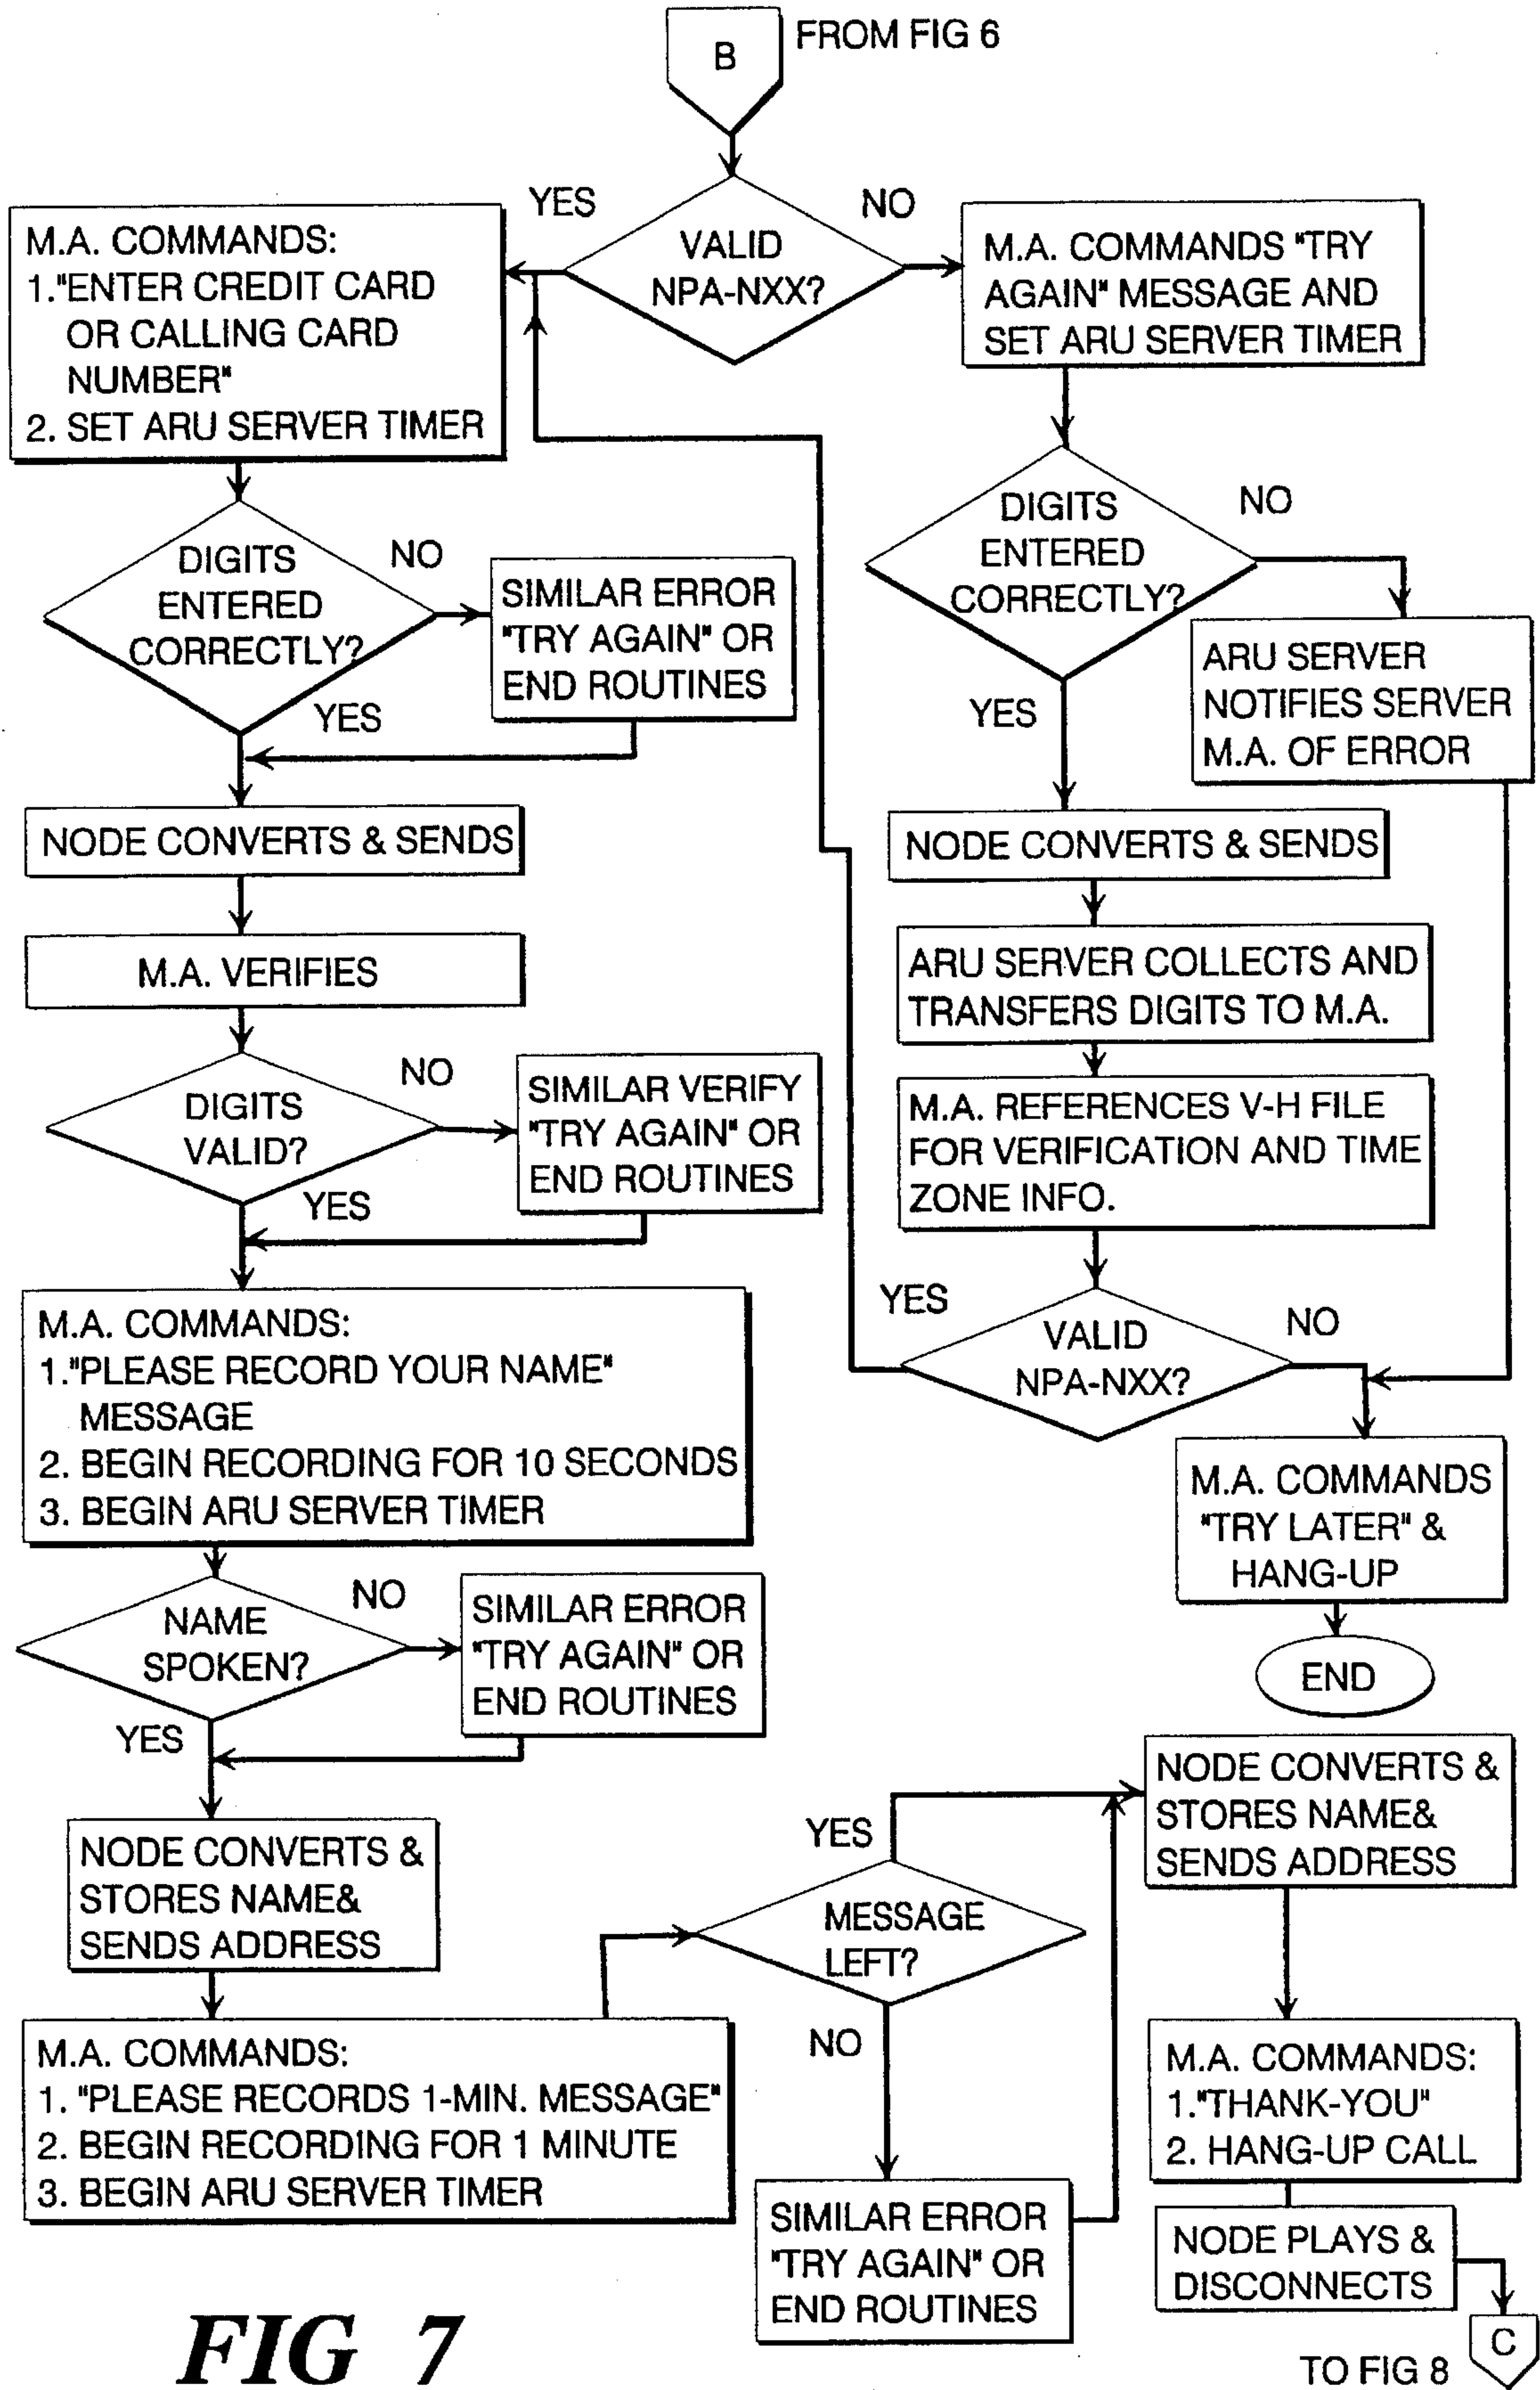 B
FROM FIG 6
VALID
NPA-NXX?
YES
NO
M.A. COMMANDS:
1."ENTER CREDIT CARD
OR CALLING CARD
NUMBER"
2. SET ARU SERVER TIMER
M.A. COMMANDS "TRY
AGAIN" MESSAGE AND
SET ARU SERVER TIMER
DIGITS
ENTERED
CORRECTLY?
NO
YES
SIMILAR ERROR
"TRY AGAIN" OR
END ROUTINES
DIGITS
ENTERED
CORRECTLY?
NO
YES
ARU SERVER
NOTIFIES SERVER
M.A. OF ERROR
NODE CONVERTS & SENDS
NODE CONVERTS & SENDS
M.A. VERIFIES
ARU SERVER COLLECTS AND
TRANSFERS DIGITS TO M.A.
DIGITS
VALID?
NO
YES
SIMILAR VERIFY
"TRY AGAIN" OR
END ROUTINES
M.A. REFERENCES V-H FILE
FOR VERIFICATION AND TIME
ZONE INFO.
VALID
NPA-NXX?
YES
NO
M.A. COMMANDS:
1."PLEASE RECORD YOUR NAME"
MESSAGE
2. BEGIN RECORDING FOR 10 SECONDS
3. BEGIN ARU SERVER TIMER
M.A. COMMANDS
"TRY LATER" &
HANG-UP
END
NAME
SPOKEN?
NO
YES
SIMILAR ERROR
"TRY AGAIN" OR
END ROUTINES
NODE CONVERTS &
STORES NAME&
SENDS ADDRESS
M.A. COMMANDS:
1. "PLEASE RECORDS 1-MIN. MESSAGE"
2. BEGIN RECORDING FOR 1 MINUTE
3. BEGIN ARU SERVER TIMER
MESSAGE
LEFT?
YES
NO
SIMILAR ERROR
"TRY AGAIN" OR
END ROUTINES
NODE CONVERTS &
STORES NAME&
SENDS ADDRESS
M.A. COMMANDS:
1."THANK-YOU"
2. HANG-UP CALL
NODE PLAYS &
DISCONNECTS
C
TO FIG 8
FIG 7